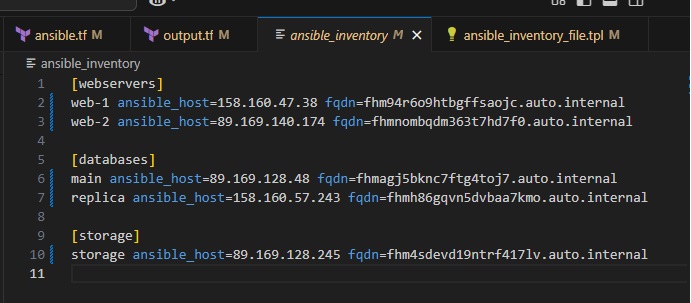 ansible.tf M output.tf M ansible_inventory M ansible_inventory_file.tpl M
ansible_inventory
1 [webservers]
2 web-1 ansible_host=158.160.47.38 fqdn=fhm94r6o9htbgffsaojc.auto.internal
3 web-2 ansible_host=89.169.140.174 fqdn=fhmnombqdm363t7hd7f0.auto.internal
4
5 [databases]
6 main ansible_host=89.169.128.48 fqdn=fhmagj5bknc7ftg4toj7.auto.internal
7 replica ansible_host=158.160.57.243 fqdn=fhmh86gqvn5dvbaa7kmo.auto.internal
8
9 [storage]
10 storage ansible_host=89.169.128.245 fqdn=fhm4sdevd19ntrf417lv.auto.internal
11